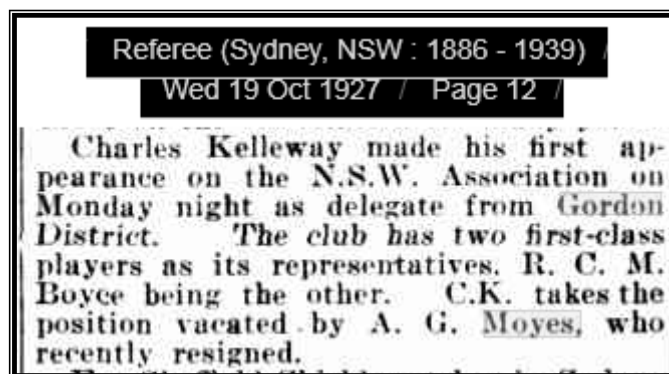 Referee (Sydney, NSW : 1886 - 1939) /
Wed 19 Oct 1927 / Page 12 /
Charles Kelleway made his first ap-
pearance on the N.S.W. Association on
Monday night as delegate from Gordon
District. The club has two first-class
players as its representatives. R. C. M.
Boyce being the other. C.K. takes the
position vacated by A. G. Moyes, who
recently resigned.